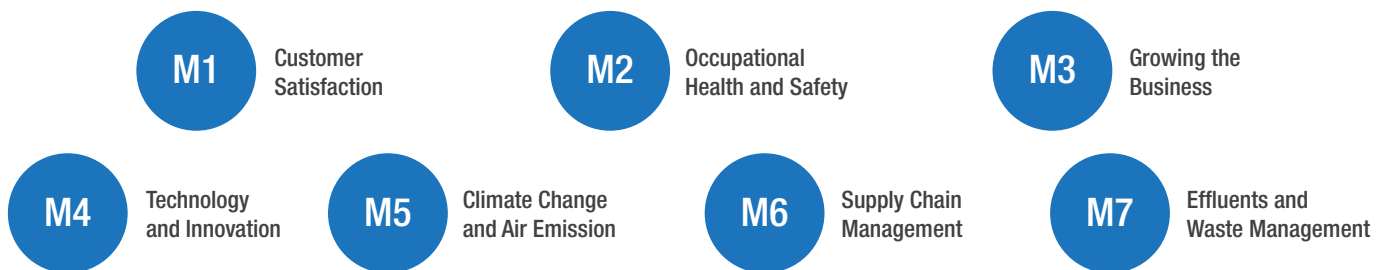 M1
Customer
Satisfaction
M2
Occupational
Health and Safety
M3
Growing the
Business
M4
Technology
and Innovation
M5
Climate Change
and Air Emission
M6
Supply Chain
Management
M7
Effluents and
Waste Management